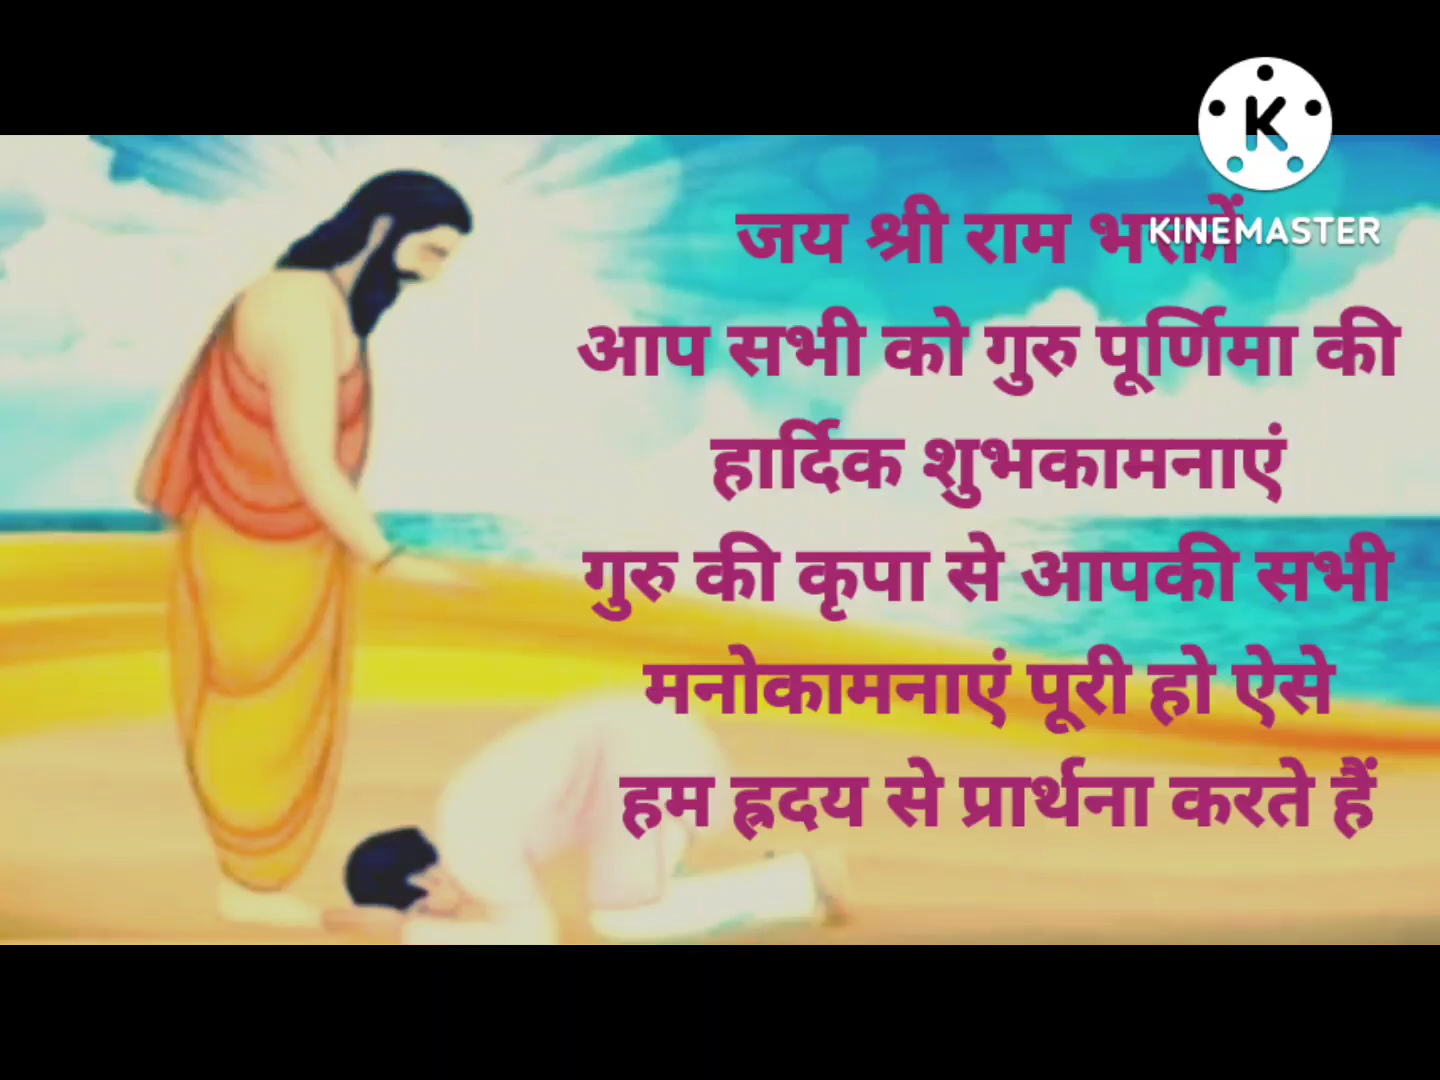 जय श्री राम भक्तों
KINEMASTER
आप सभी को गुरु पूर्णिमा की
हार्दिक शुभकामनाएं
गुरु की कृपा से आपकी सभी
मनोकामनाएं पूरी हो ऐसे
हम ह्रदय से प्रार्थना करते हैं